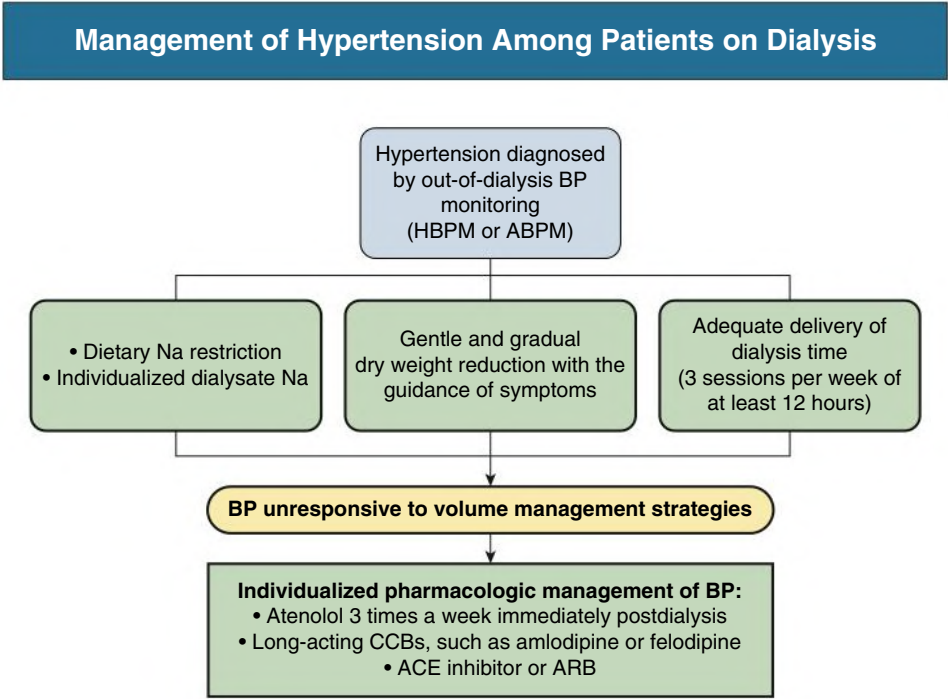 Management of Hypertension Among Patients on Dialysis
Hypertension diagnosed
by out-of-dialysis BP
monitoring
(HBPM or ABPM)
• Dietary Na restriction
• Individualized dialysate Na
Gentle and gradual
dry weight reduction with the
guidance of symptoms
Adequate delivery of
dialysis time
(3 sessions per week of
at least 12 hours)
BP unresponsive to volume management strategies
Individualized pharmacologic management of BP:
• Atenolol 3 times a week immediately postdialysis
• Long-acting CCBs, such as amlodipine or felodipine
• ACE inhibitor or ARB